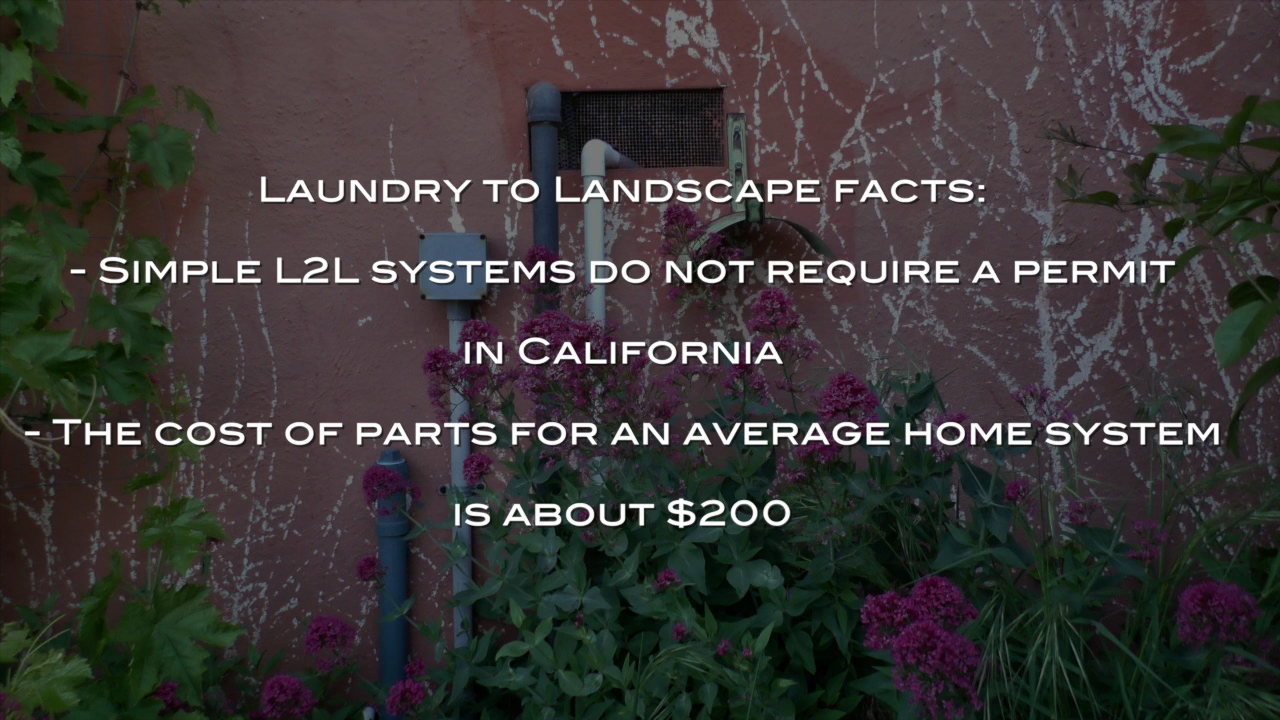 Laundry to Landscape facts:
- Simple L2L systems do not require a permit
in California
- The cost of parts for an average home system
is about $200